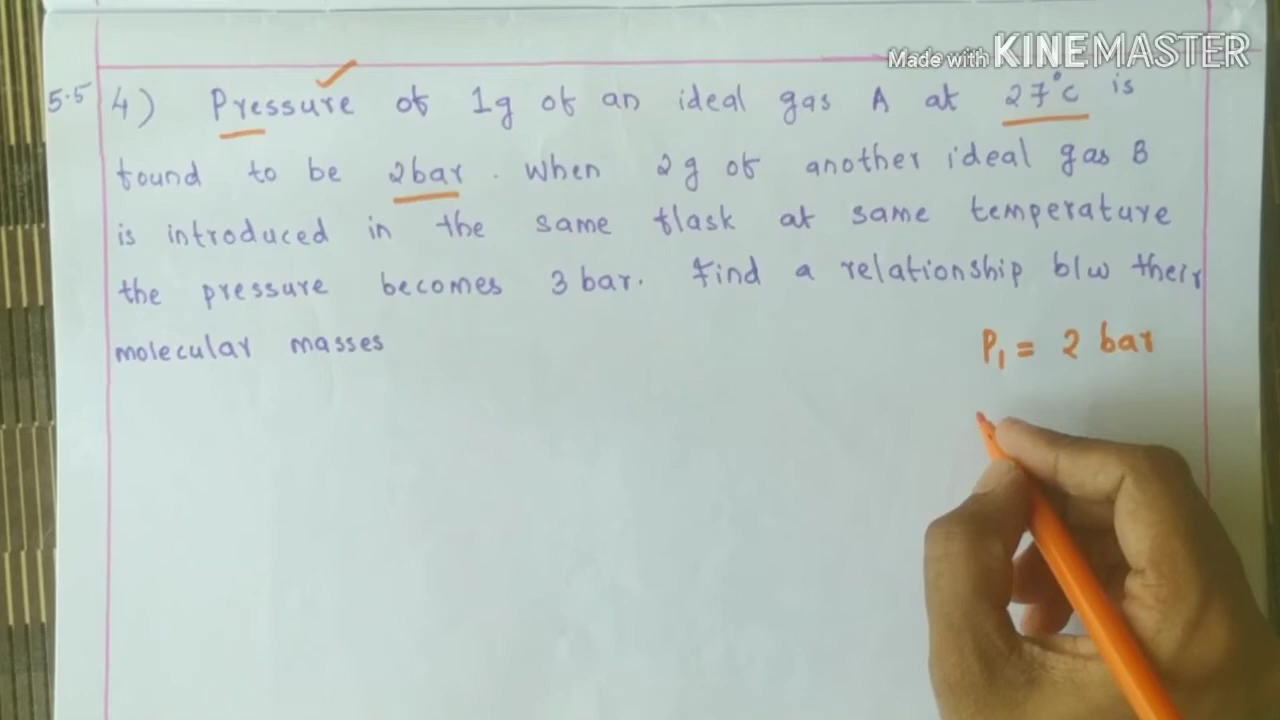 Made with KINEMASTER
5.5 4) Pressure of 1g of an ideal gas A at 27°c is
found to be 2bar. When 2g of another ideal gas B
is introduced in the same flask at same temperature
the pressure becomes 3 bar. Find a relationship b/w their
molecular masses
P₁ = 2 bar